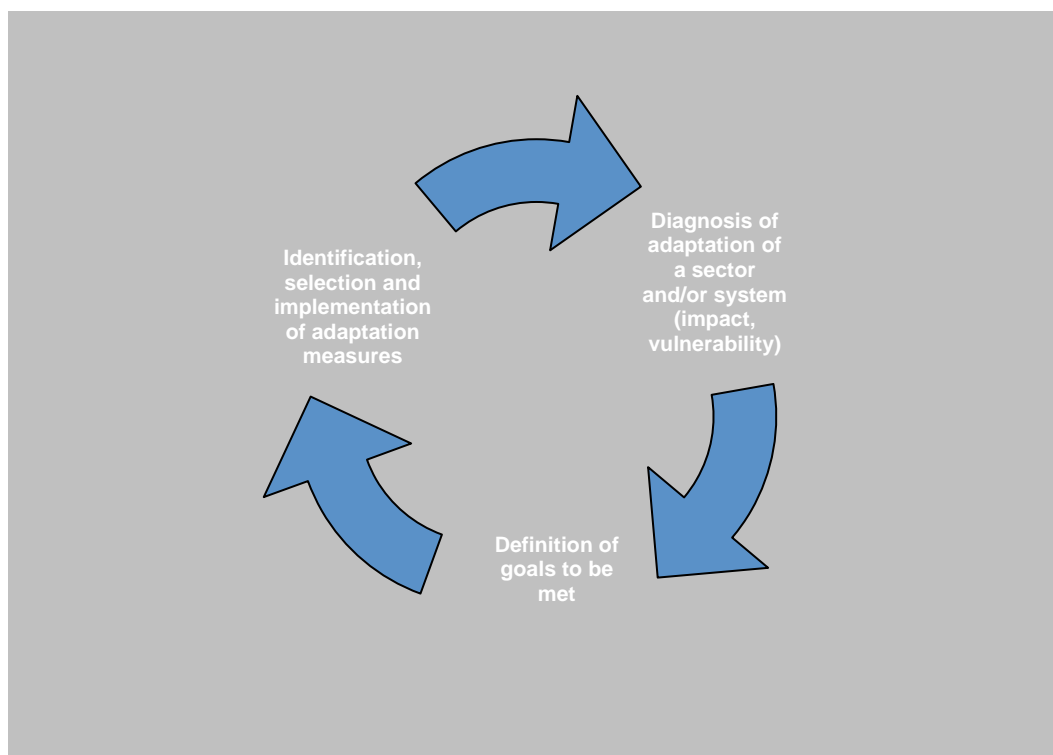 Diagnosis of
adaptation of
a sector
and/or system
(impact,
vulnerability)
Definition of
goals to be
met
Identification,
selection and
implementation
of adaptation
measures